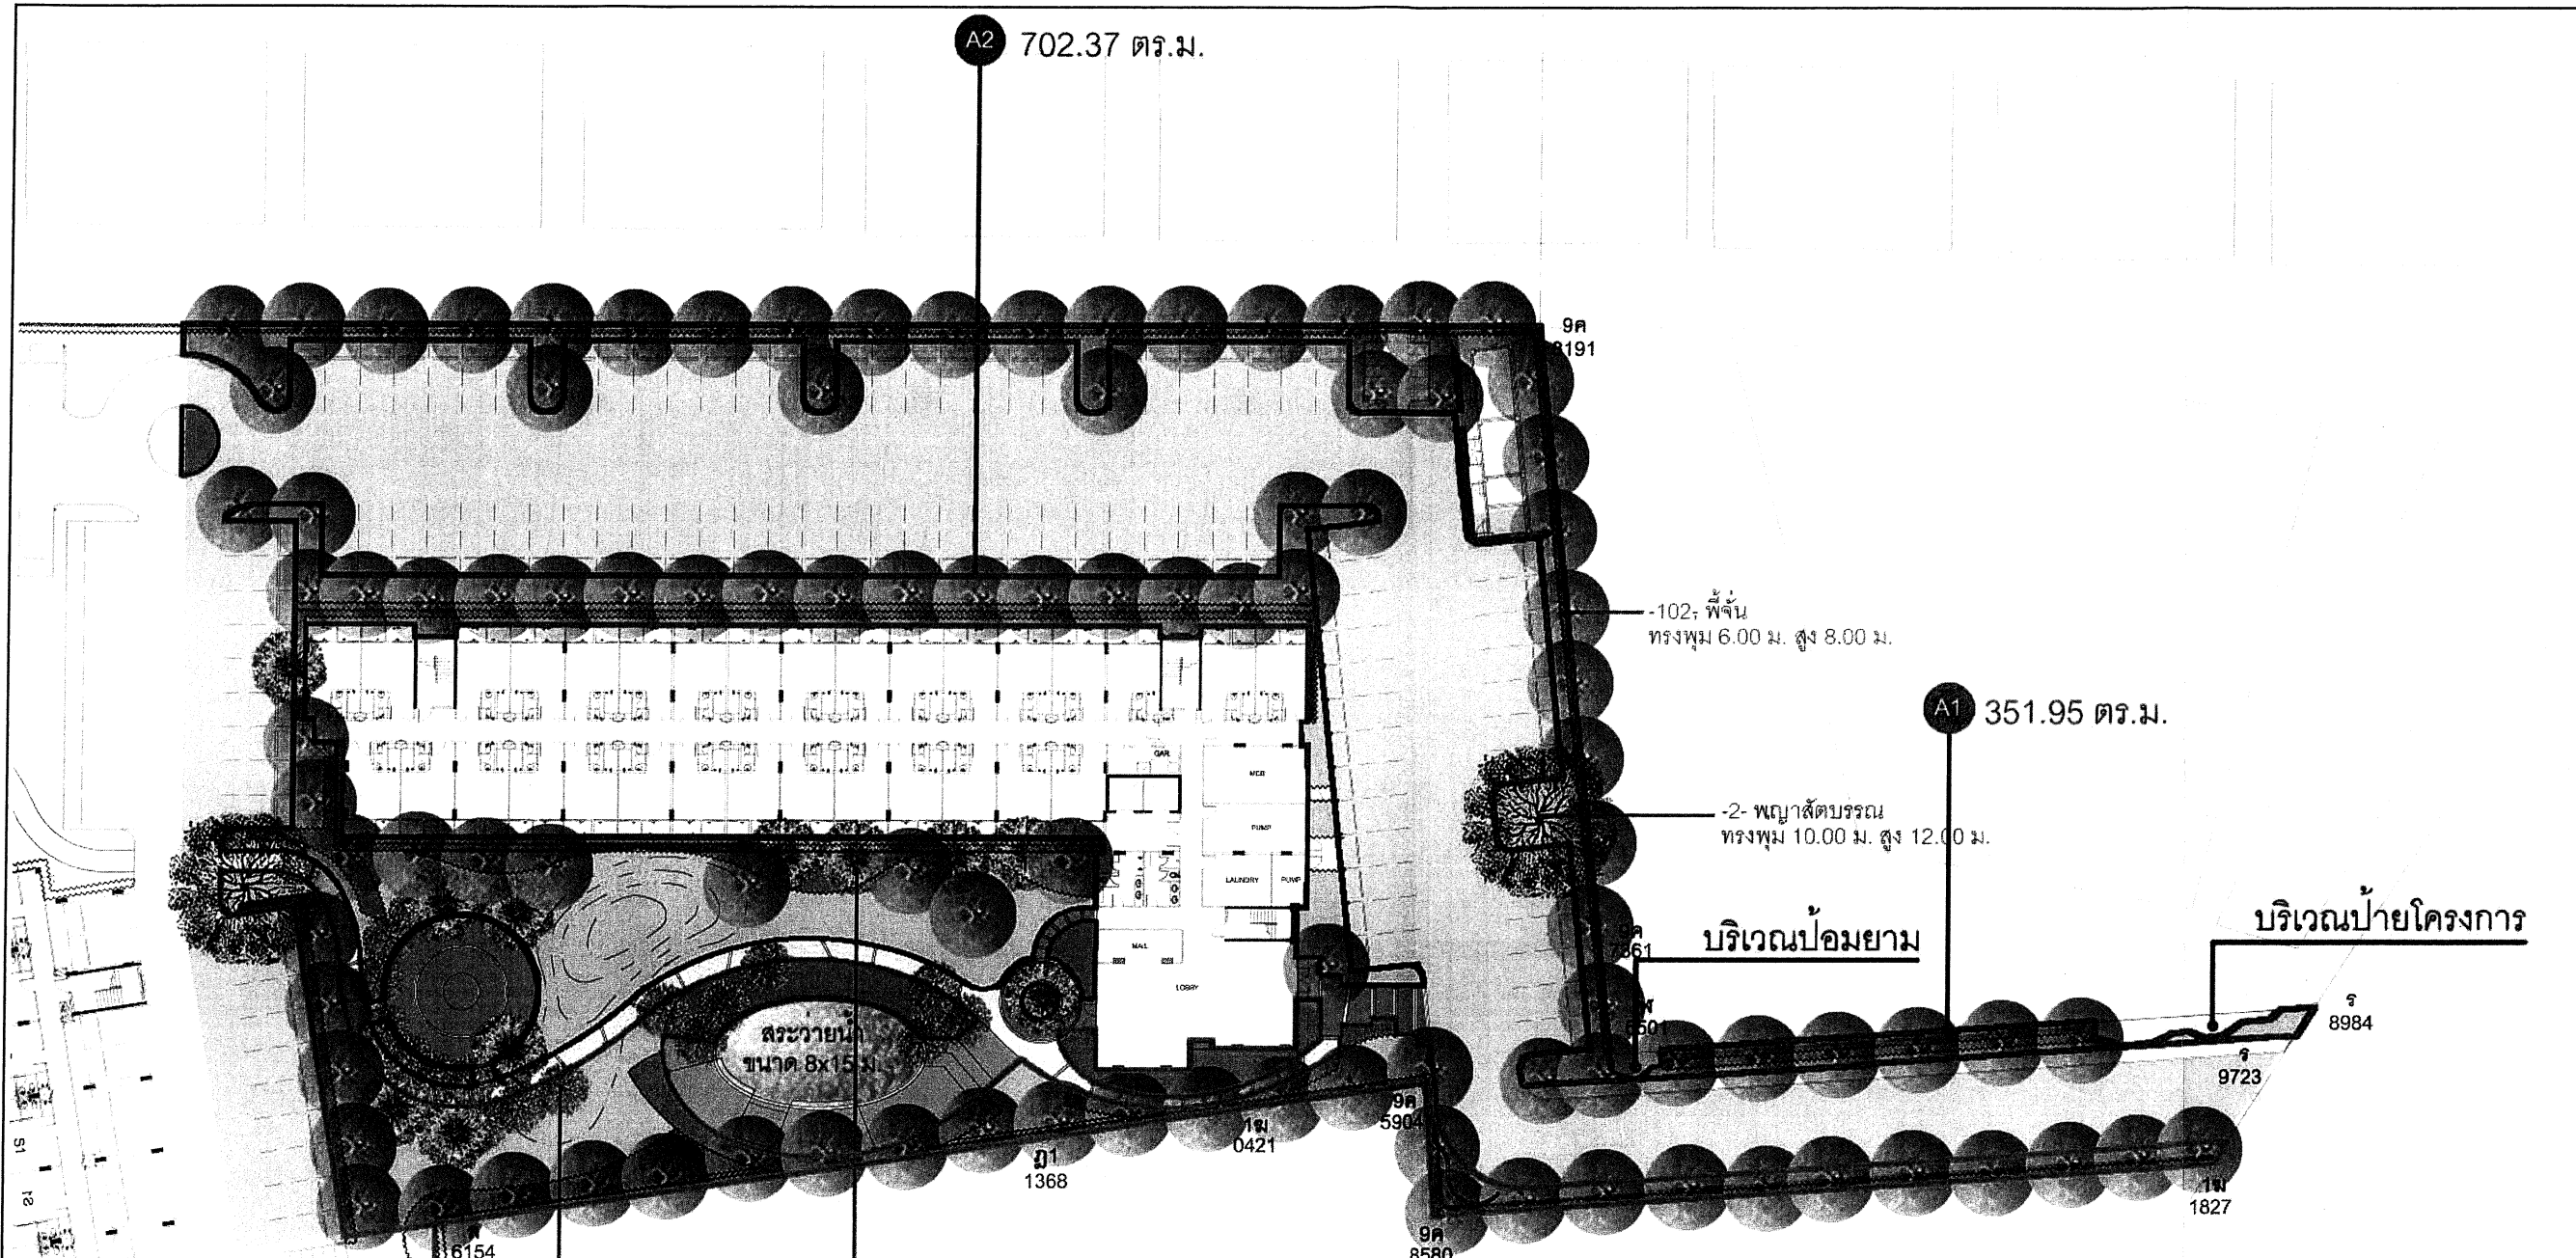 A2 702.37 ตร.ม.
9ค
8191
-102- พี้จั่น
ทรงพุ่ม 6.00 ม. สูง 8.00 ม.
A1 351.95 ตร.ม.
-2- พญาสัตบรรณ
ทรงพุ่ม 10.00 ม. สูง 12.00 ม.
บริเวณป้ายโครงการ
บริเวณป้อมยาม
MDB
PUMP
LAUNDRY PUMP
MAIL
LOBBY
สระว่ายน้ำ
ขนาด 8x15 ม.
ร
8984
ร
9723
9ค
5904
1ฆ
0421
ฎ1
1368
1ฆ
1827
9ค
8580
6154
S1